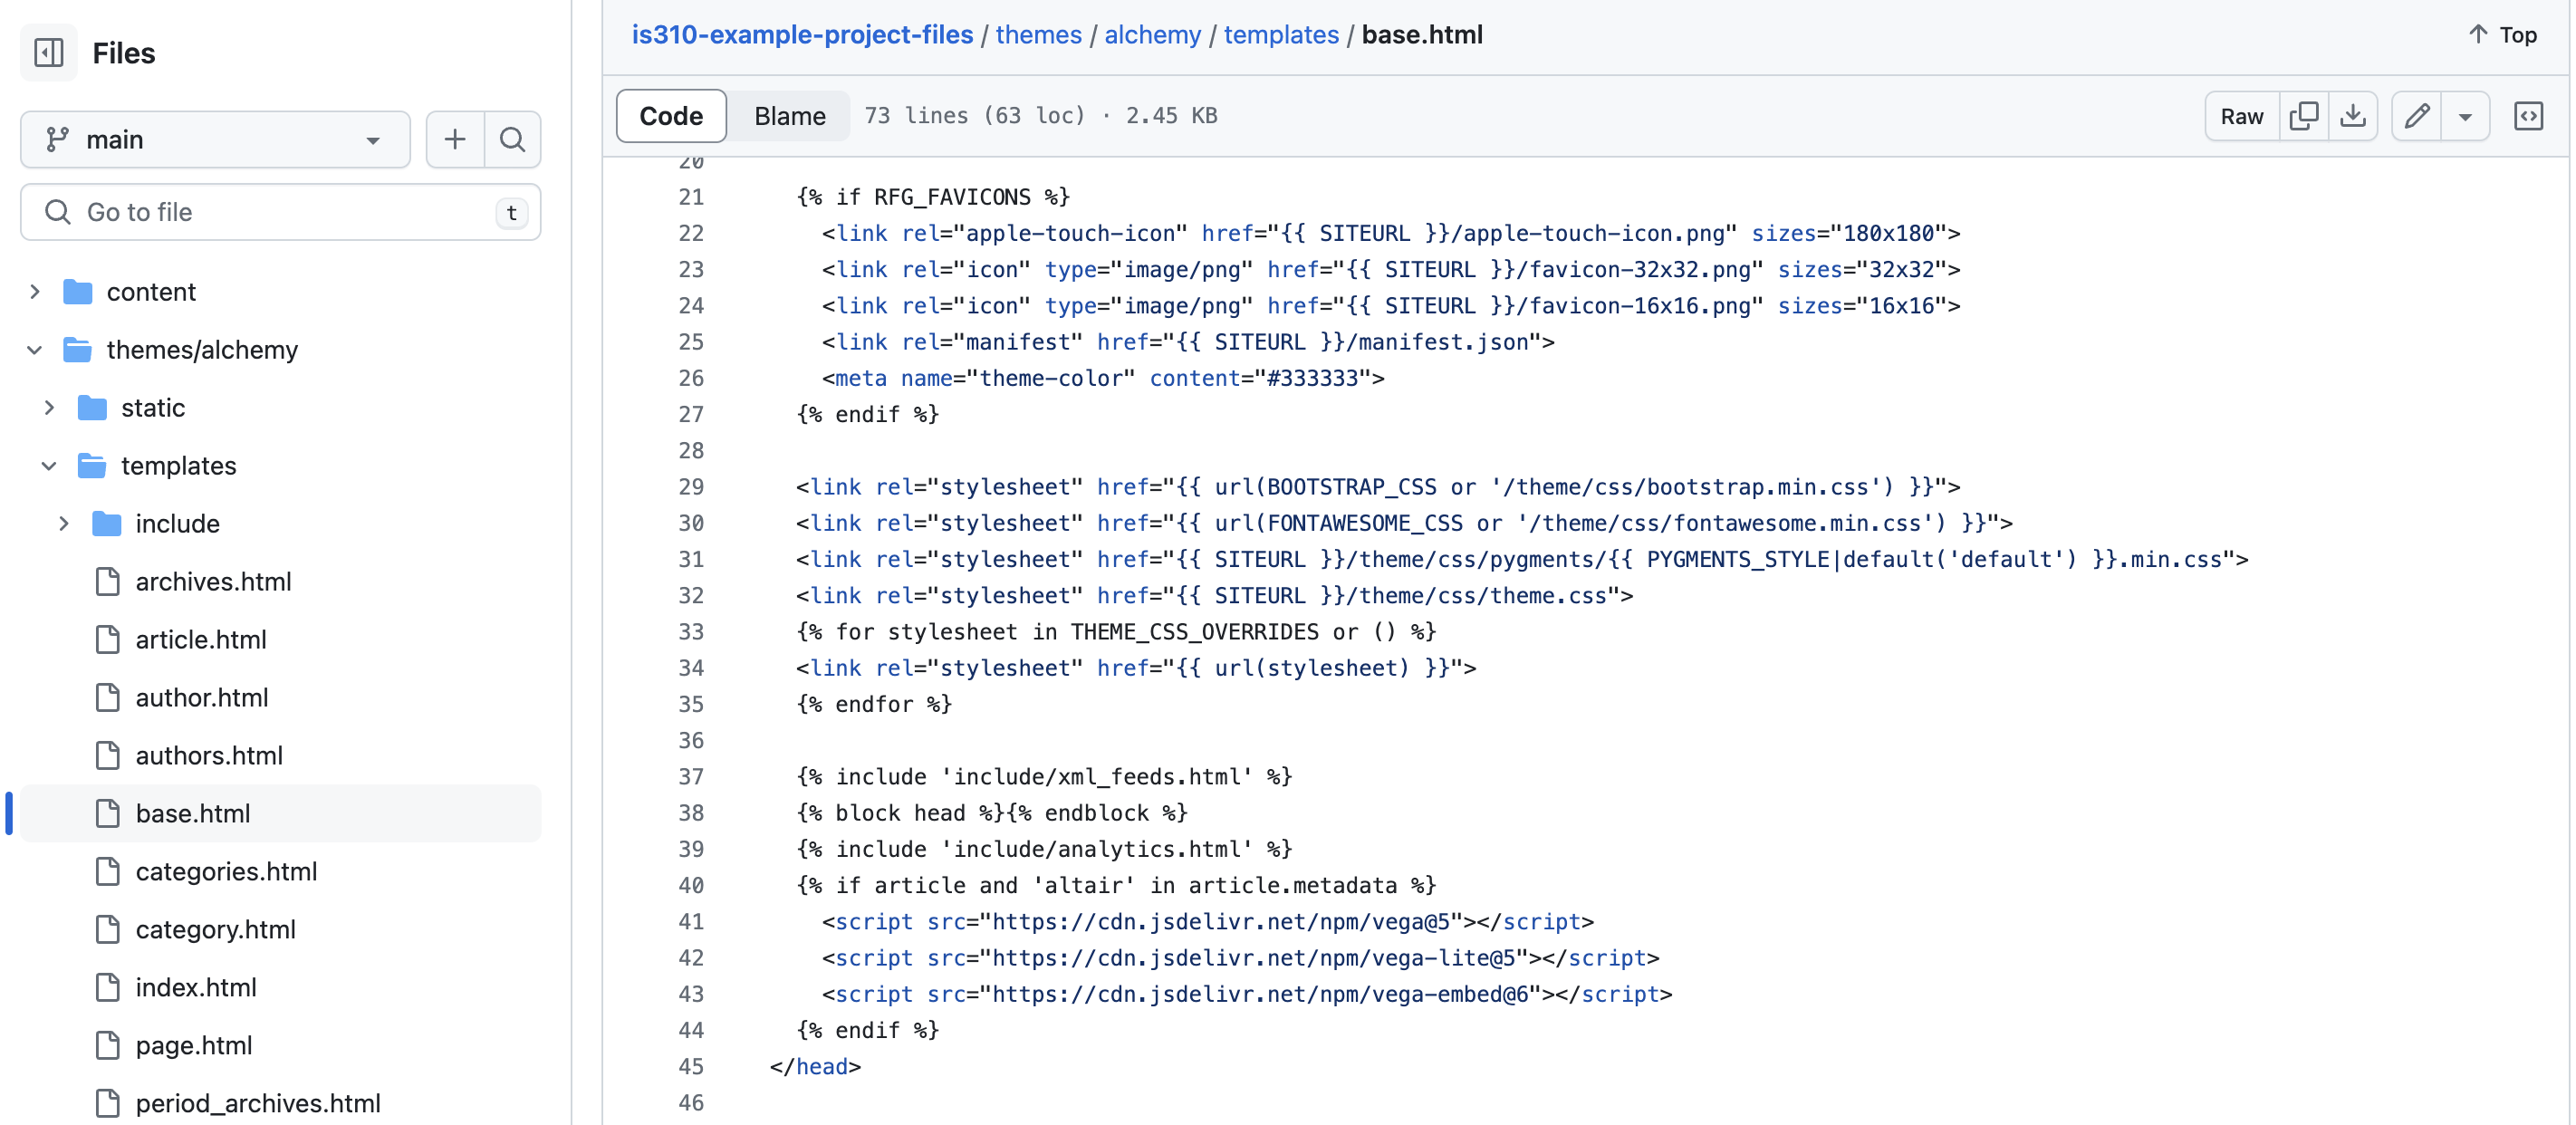 Files
main
Go to file
t
content
themes/alchemy
static
templates
include
archives.html
article.html
author.html
authors.html
base.html
categories.html
category.html
index.html
page.html
period_archives.html
is310-example-project-files / themes / alchemy / templates / base.html
Top
Code Blame 73 lines (63 loc) · 2.45 KB
Raw
20
21 {% if RFG_FAVICONS %}
22 <link rel="apple-touch-icon" href="{{ SITEURL }}/apple-touch-icon.png" sizes="180x180">
23 <link rel="icon" type="image/png" href="{{ SITEURL }}/favicon-32x32.png" sizes="32x32">
24 <link rel="icon" type="image/png" href="{{ SITEURL }}/favicon-16x16.png" sizes="16x16">
25 <link rel="manifest" href="{{ SITEURL }}/manifest.json">
26 <meta name="theme-color" content="#333333">
27 {% endif %}
28
29 <link rel="stylesheet" href="{{ url(BOOTSTRAP_CSS or '/theme/css/bootstrap.min.css') }}">
30 <link rel="stylesheet" href="{{ url(FONTAWESOME_CSS or '/theme/css/fontawesome.min.css') }}">
31 <link rel="stylesheet" href="{{ SITEURL }}/theme/css/pygments/{{ PYGMENTS_STYLE|default('default') }}.min.css">
32 <link rel="stylesheet" href="{{ SITEURL }}/theme/css/theme.css">
33 {% for stylesheet in THEME_CSS_OVERRIDES or () %}
34 <link rel="stylesheet" href="{{ url(stylesheet) }}">
35 {% endfor %}
36
37 {% include 'include/xml_feeds.html' %}
38 {% block head %}{% endblock %}
39 {% include 'include/analytics.html' %}
40 {% if article and 'altair' in article.metadata %}
41 <script src="https://cdn.jsdelivr.net/npm/vega@5"></script>
42 <script src="https://cdn.jsdelivr.net/npm/vega-lite@5"></script>
43 <script src="https://cdn.jsdelivr.net/npm/vega-embed@6"></script>
44 {% endif %}
45 </head>
46